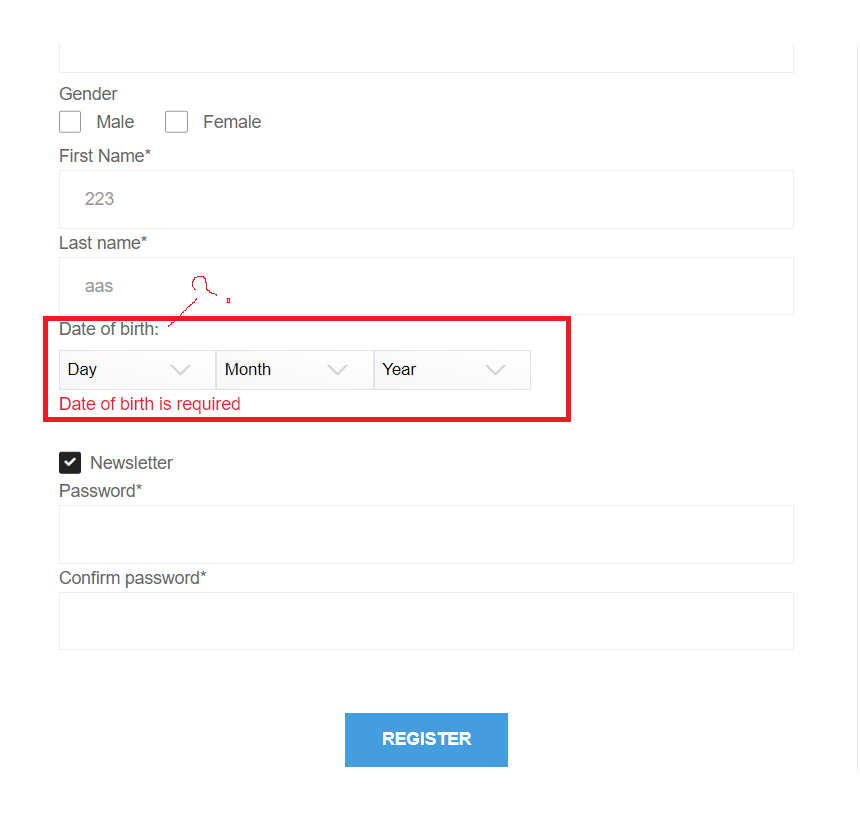 Gender
Male Female
First Name*
223
Last name*
aas
Date of birth:
Day Month Year
Date of birth is required
Newsletter
Password*
Confirm password*
REGISTER